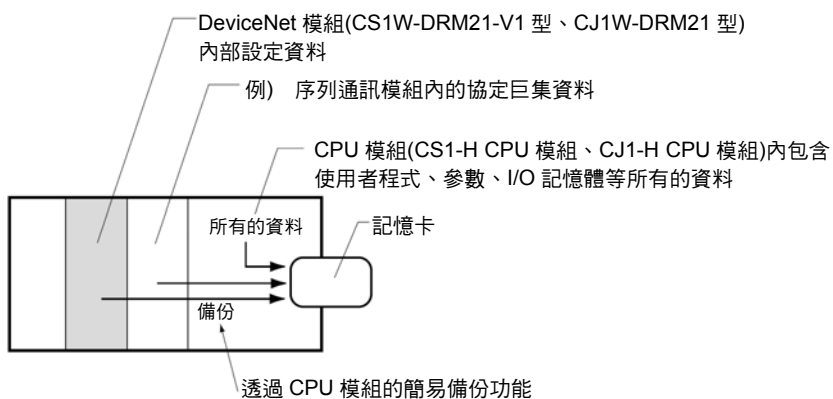 DeviceNet 模組(CS1W-DRM21-V1 型、CJ1W-DRM21 型)
內部設定資料
例) 序列通訊模組內的協定巨集資料
CPU 模組(CS1-H CPU 模組、CJ1-H CPU 模組)內包含
使用者程式、參數、I/O 記憶體等所有的資料
所有的資料
記憶卡
備份
透過 CPU 模組的簡易備份功能